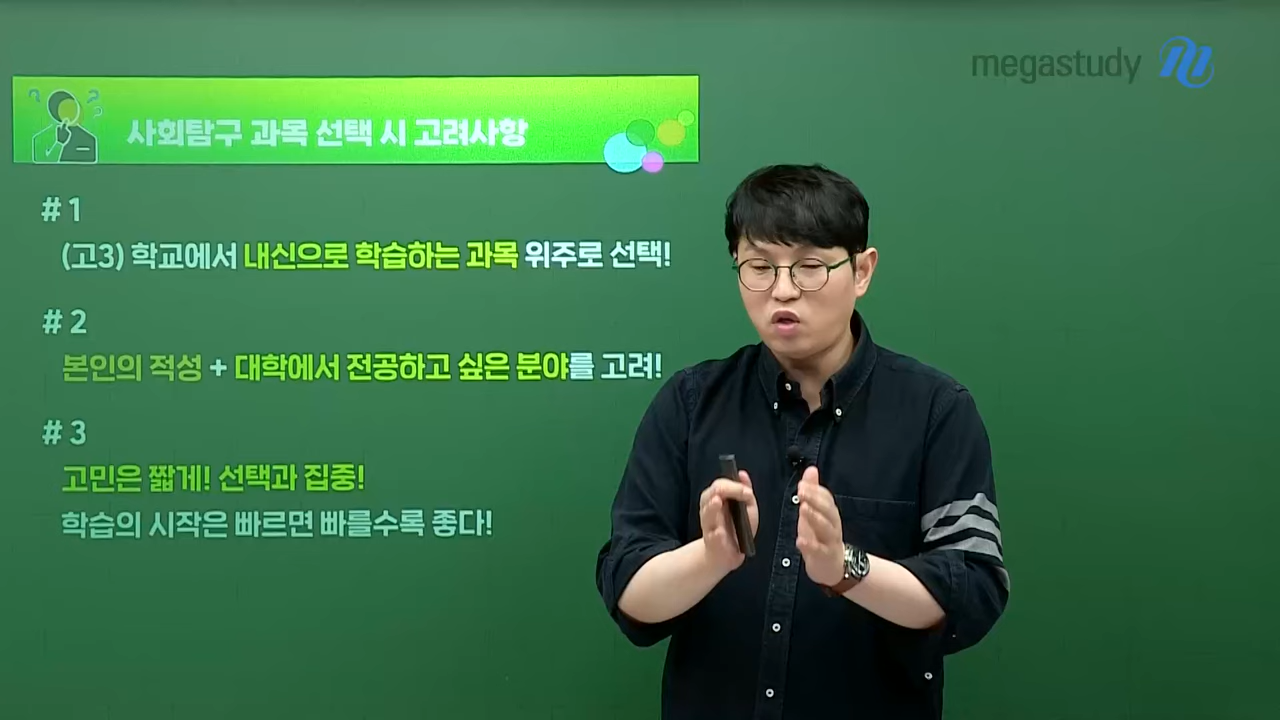 megastudy
사회탐구 과목 선택 시 고려사항
# 1
(고3) 학교에서 내신으로 학습하는 과목 위주로 선택!
# 2
본인의 적성 + 대학에서 전공하고 싶은 분야를 고려!
# 3
고민은 짧게! 선택과 집중!
학습의 시작은 빠르면 빠를수록 좋다!